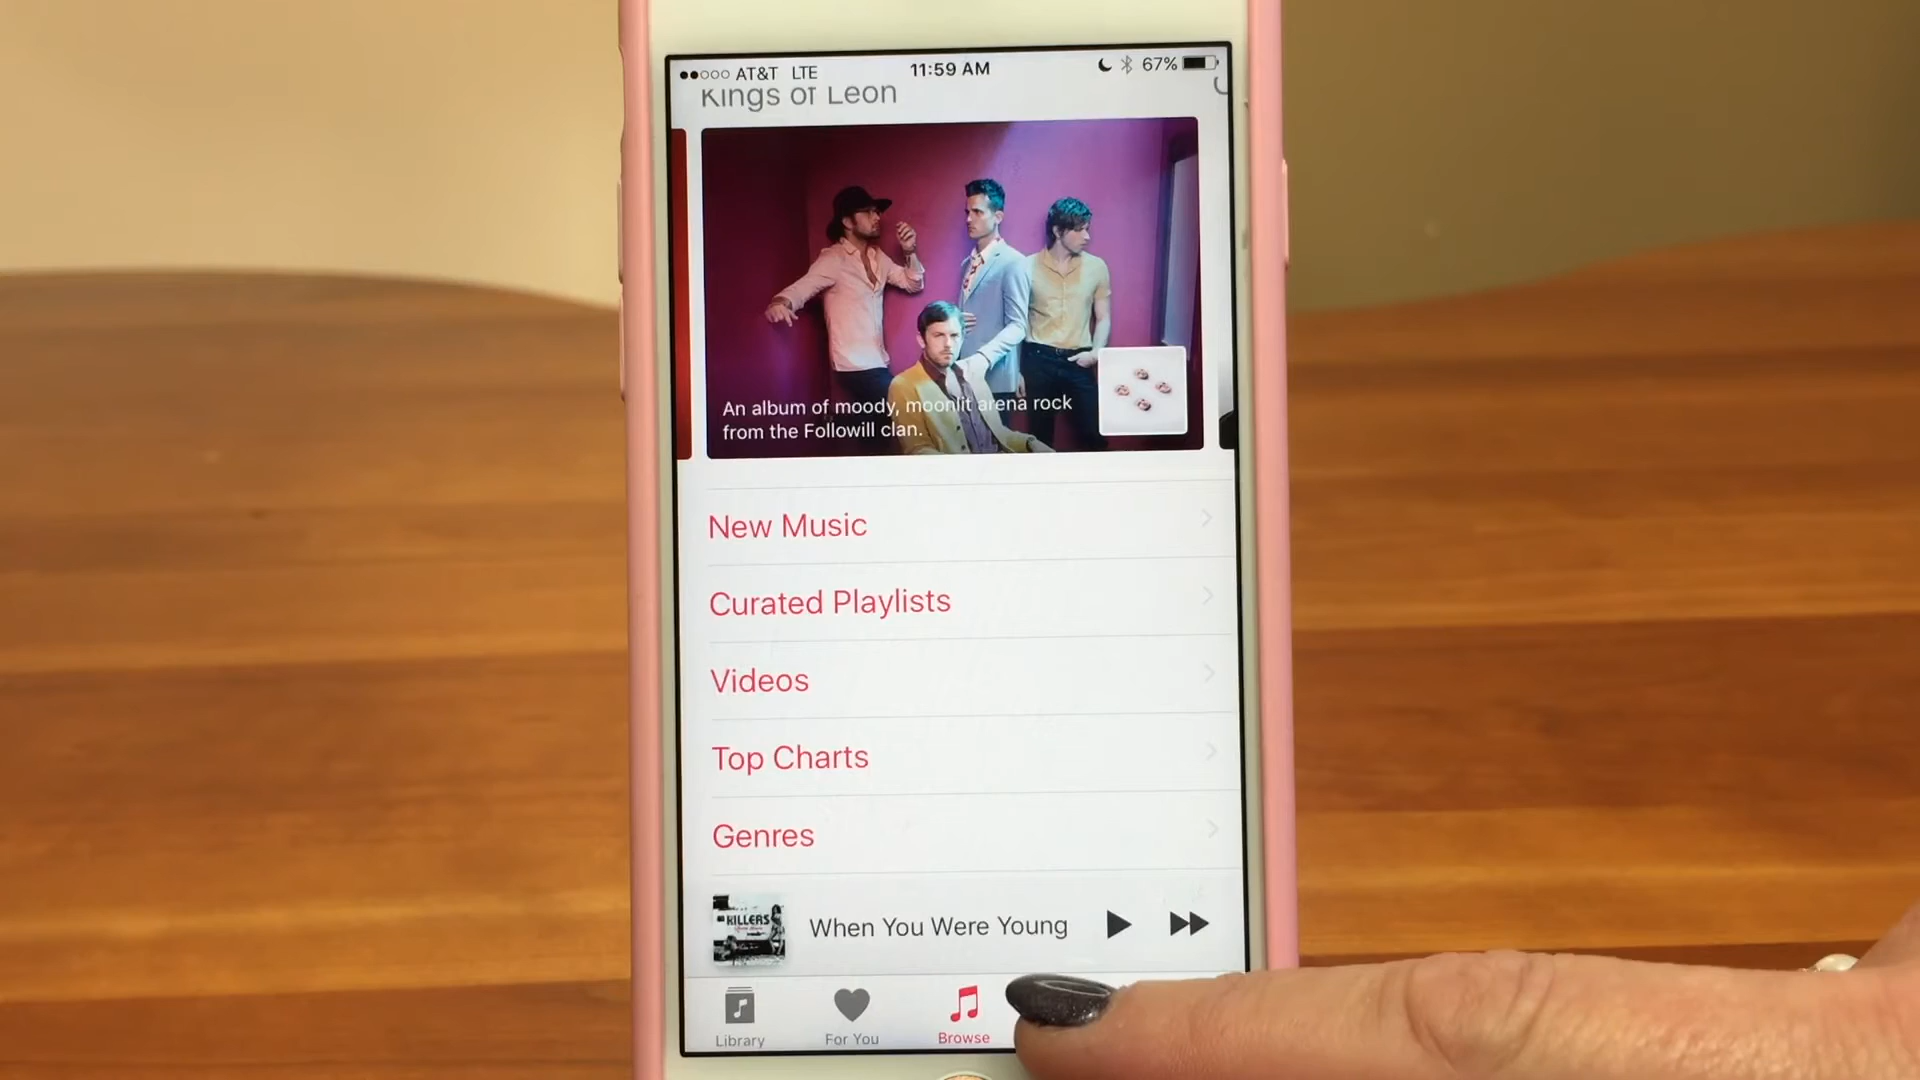 AT&T LTE 11:59 AM 67%
Kings of Leon
An album of moody, moonlit arena rock
from the Followill clan.
New Music
Curated Playlists
Videos
Top Charts
Genres
KILLERS
When You Were Young
Library For You Browse